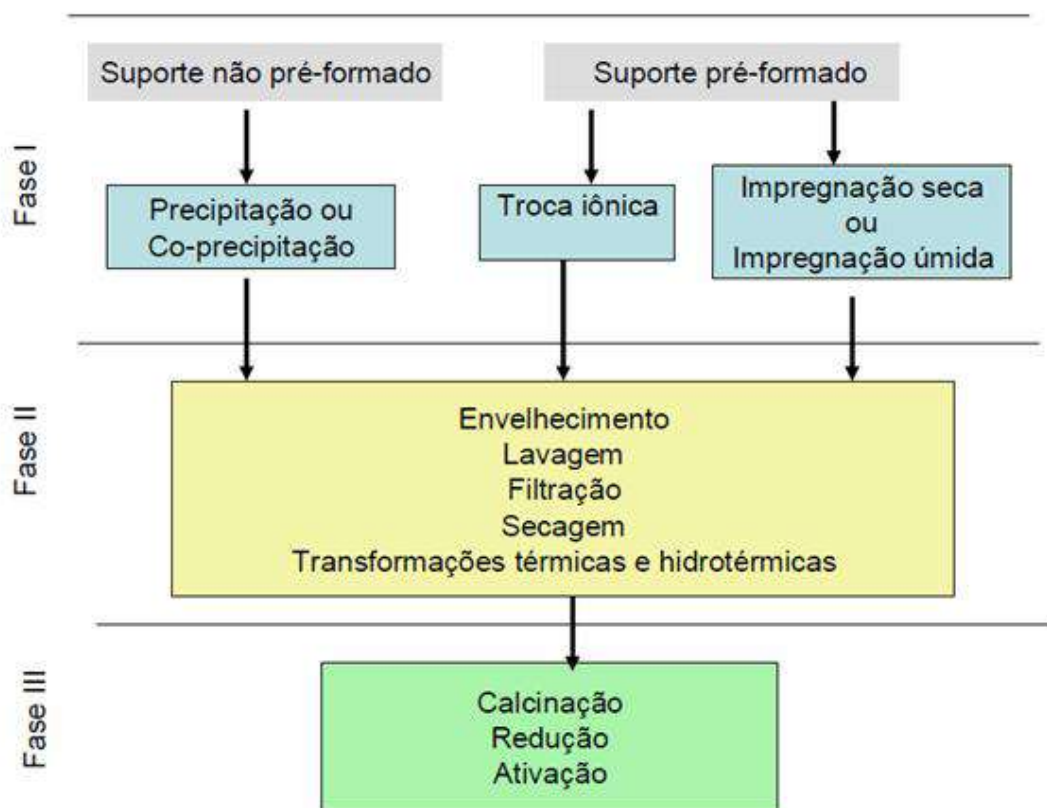 Suporte não pré-formado
Suporte pré-formado
Fase I
Precipitação ou
Co-precipitação
Troca iônica
Impregnação seca
ou
Impregnação úmida
Fase II
Envelhecimento
Lavagem
Filtração
Secagem
Transformações térmicas e hidrotérmicas
Fase III
Calcinação
Redução
Ativação